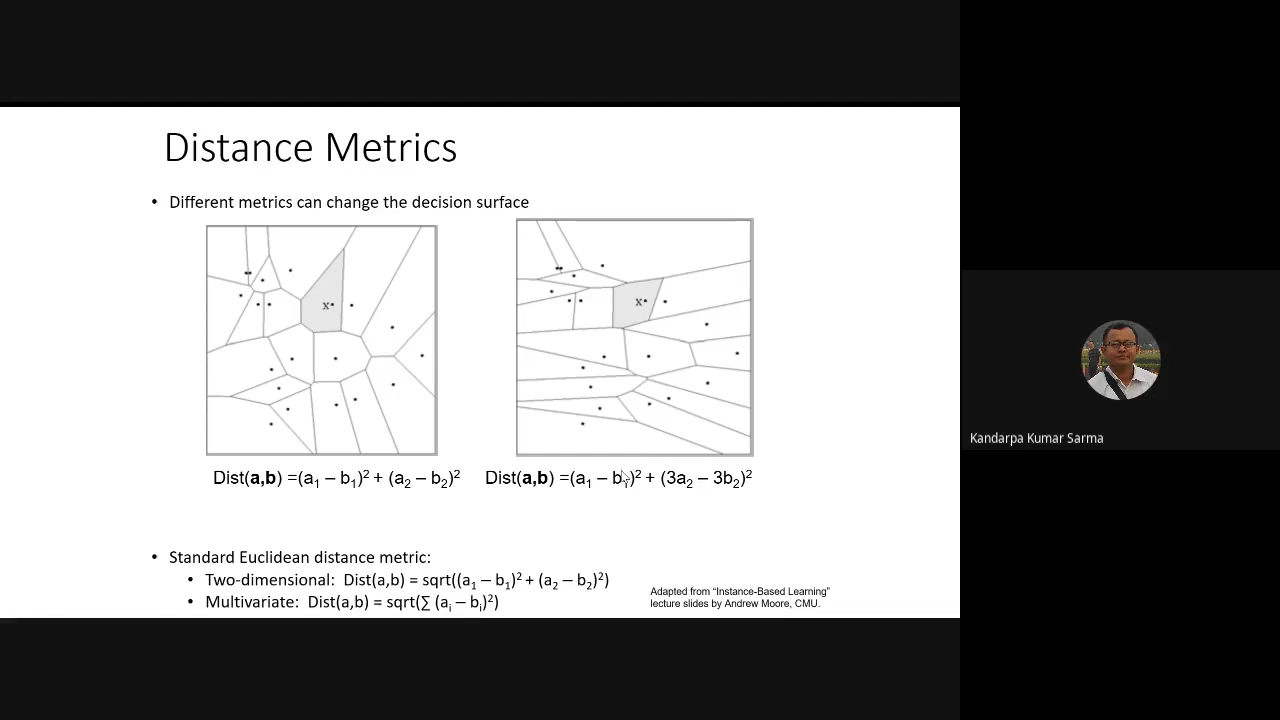 Distance Metrics
• Different metrics can change the decision surface
x
x
Dist(a,b) =(a₁ – b₁)² + (a₂ – b₂)²
Dist(a,b) =(a₁ – b₁)² + (3a₂ – 3b₂)²
• Standard Euclidean distance metric:
• Two-dimensional: Dist(a,b) = sqrt((a₁ – b₁)² + (a₂ – b₂)²)
• Multivariate: Dist(a,b) = sqrt(∑ (aᵢ – bᵢ)²)
Adapted from “Instance-Based Learning”
lecture slides by Andrew Moore, CMU.
Kandarpa Kumar Sarma